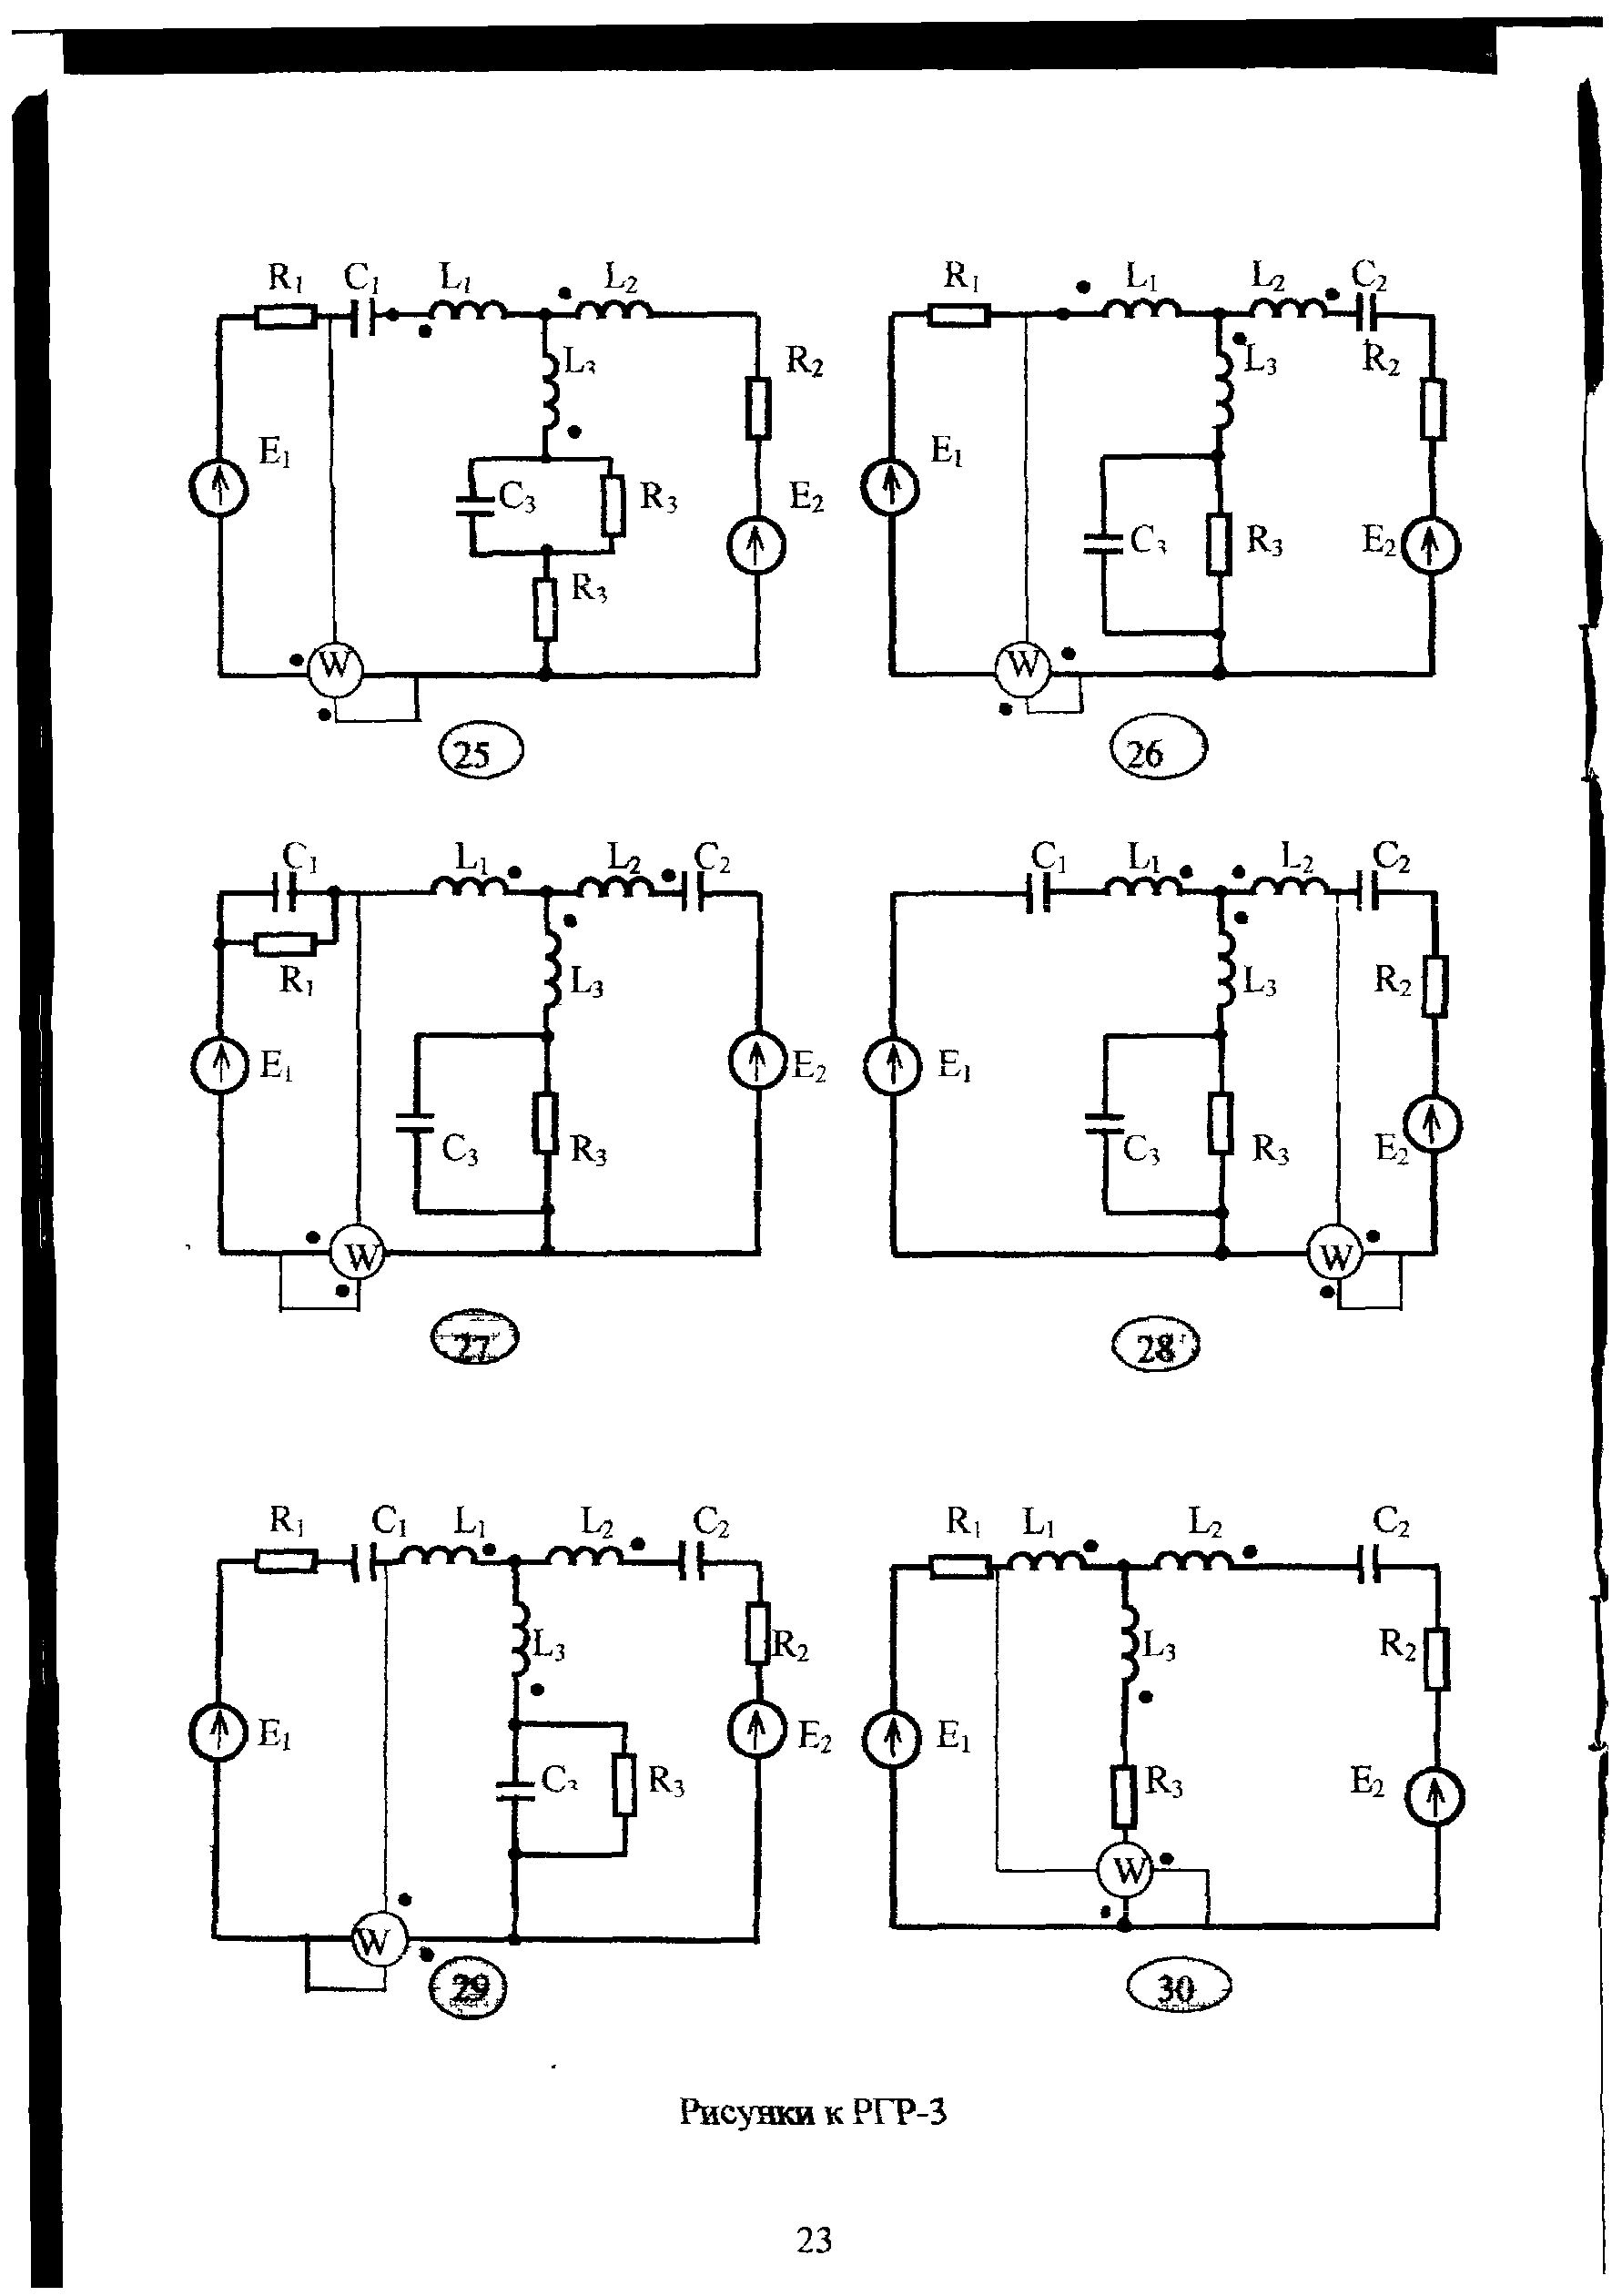 R₁ C₁ L₁ L₂
R₂
L₃
E₁
C₃ R₃ E₂
R₃
W
25
R₁ L₁ L₂ C₂
L₃ R₂
E₁
C₃ R₃ E₂
W
26
C₁ L₁ L₂ C₂
R₁ L₃
E₁ E₂
C₃ R₃
W
27
C₁ L₁ L₂ C₂
L₃ R₂
E₁
C₃ R₃ E₂
W
28
R₁ C₁ L₁ L₂ C₂
L₃ R₂
E₁ E₂
C₃ R₃
W
29
R₁ L₁ L₂ C₂
L₃ R₂
E₁
R₃ E₂
W
30
Рисунки к РГР-3
23